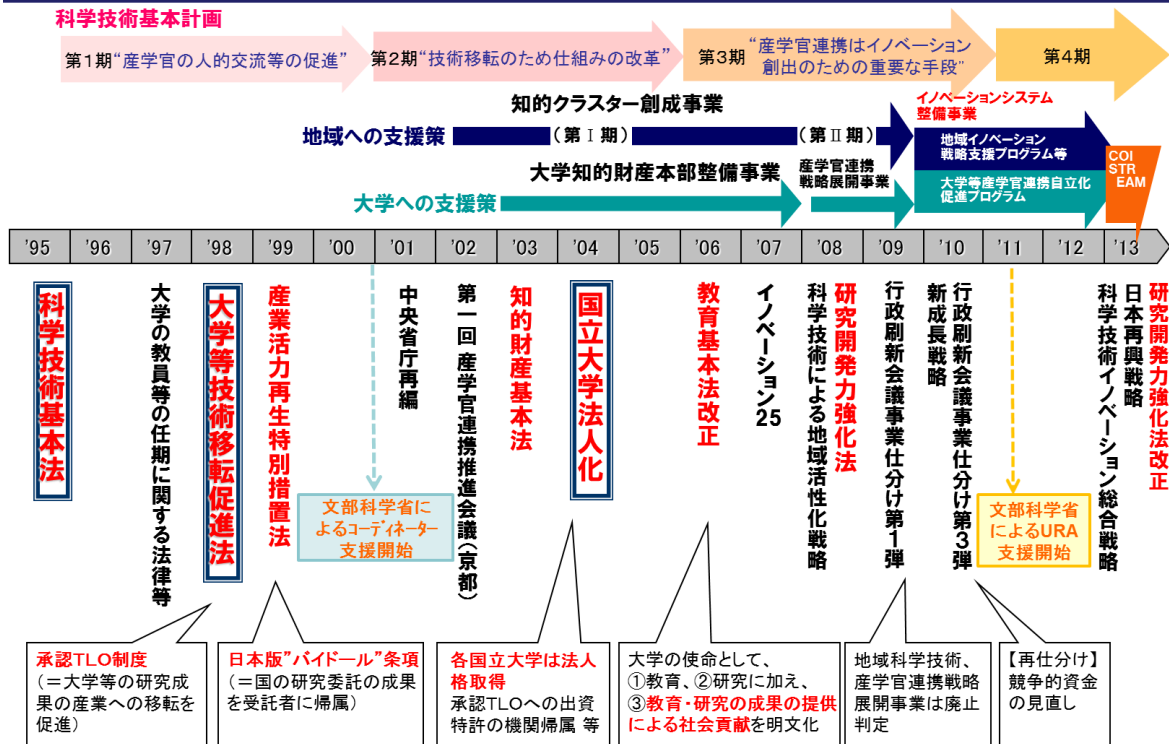 科学技術基本計画
第1期“産学官の人的交流等の促進”
第2期“技術移転のため仕組みの改革”
第3期
“産学官連携はイノベーション
創出のための重要な手段”
第4期
知的クラスター創成事業
地域への支援策
(第Ⅰ期)
(第Ⅱ期)
イノベーションシステム
整備事業
地域イノベーション
戦略支援プログラム等
大学知的財産本部整備事業
産学官連携
戦略展開事業
大学への支援策
大学等産学官連携自立化
促進プログラム
COI
STR
EAM
'95
'96
'97
'98
'99
'00
'01
'02
'03
'04
'05
'06
'07
'08
'09
'10
'11
'12
'13
科学技術基本法
大学の教員等の任期に関する法律等
大学等技術移転促進法
産業活力再生特別措置法
文部科学省に
よるコーディネーター
支援開始
中央省庁再編
第一回 産学官連携推進会議(京都)
知的財産基本法
国立大学法人化
教育基本法改正
イノベーション25
科学技術による地域活性化戦略
研究開発力強化法
行政刷新会議事業仕分け第1弾
新成長戦略
行政刷新会議事業仕分け第3弾
文部科学省
によるURA
支援開始
科学技術イノベーション総合戦略
日本再興戦略
研究開発力強化法改正
承認TLO制度
(=大学等の研究成
果の産業への移転を
促進)
日本版”バイドール”条項
(=国の研究委託の成果
を受託者に帰属)
各国立大学は法人
格取得
承認TLOへの出資
特許の機関帰属 等
大学の使命として、
①教育、②研究に加え、
③教育・研究の成果の提供
による社会貢献を明文化
地域科学技術、
産学官連携戦略
展開事業は廃止
判定
【再仕分け】
競争的資金
の見直し